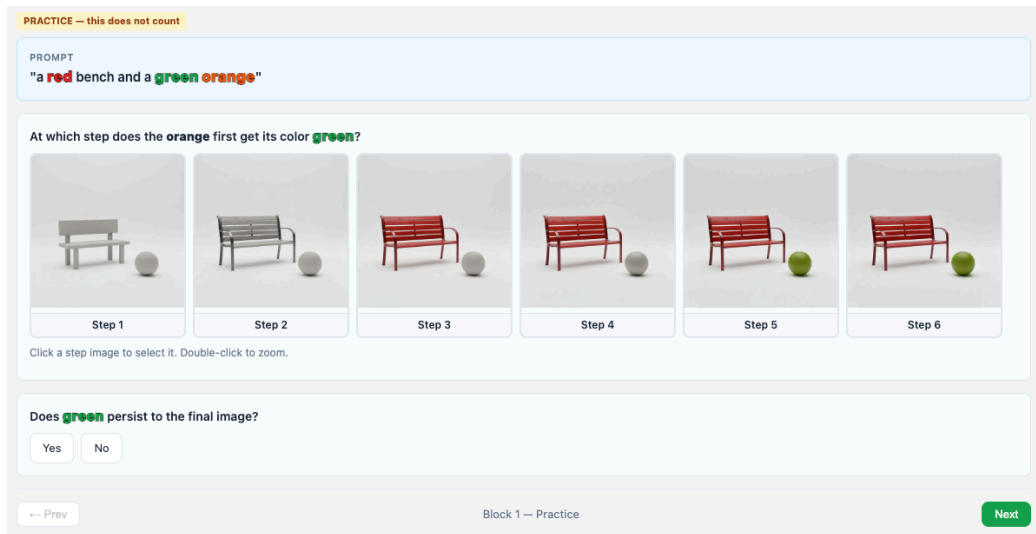 PRACTICE — this does not count
PROMPT
"a red bench and a green orange"
At which step does the orange first get its color green?
Step 1
Step 2
Step 3
Step 4
Step 5
Step 6
Click a step image to select it. Double-click to zoom.
Does green persist to the final image?
Yes
No
← Prev
Block 1 — Practice
Next